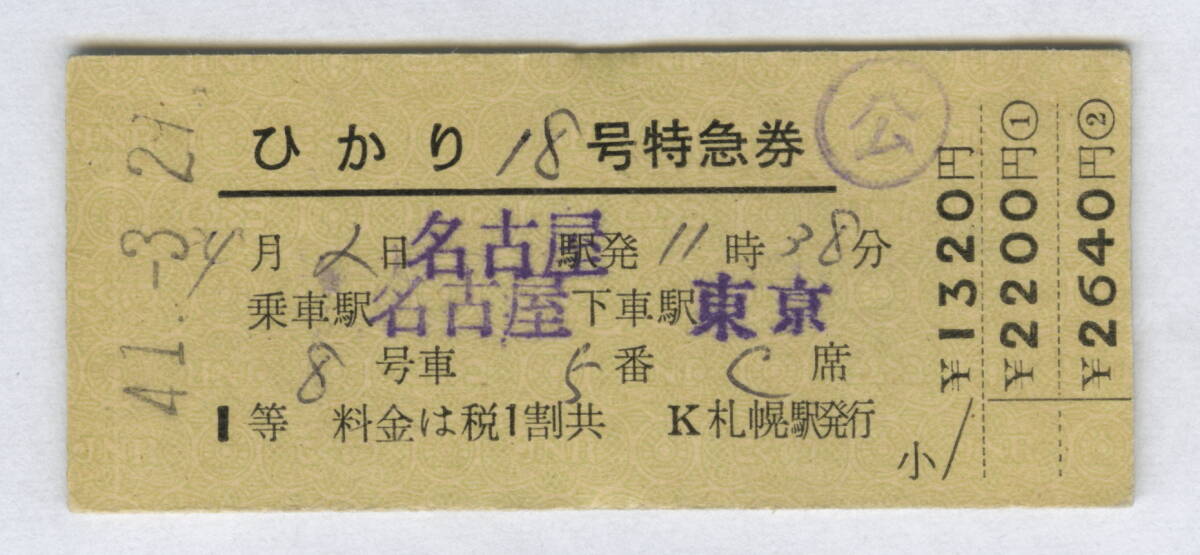 41.-3.21
ひかり18号特急券
公
4月2日名古屋駅発11時38分
乗車駅名古屋下車駅東京
8号車5番C席
1等 料金は税1割共 K札幌駅発行
¥1320円
小/
¥2200円①
¥2640円②